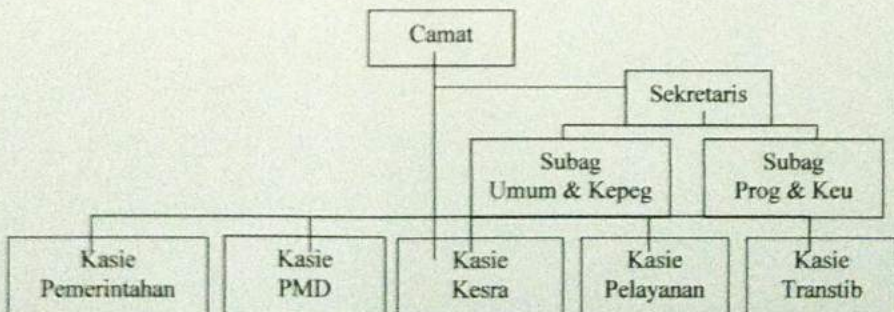 Camat
Sekretaris
Subag
Umum & Kepeg
Subag
Prog & Keu
Kasie
Pemerintahan
Kasie
PMD
Kasie
Kesra
Kasie
Pelayanan
Kasie
Transtib